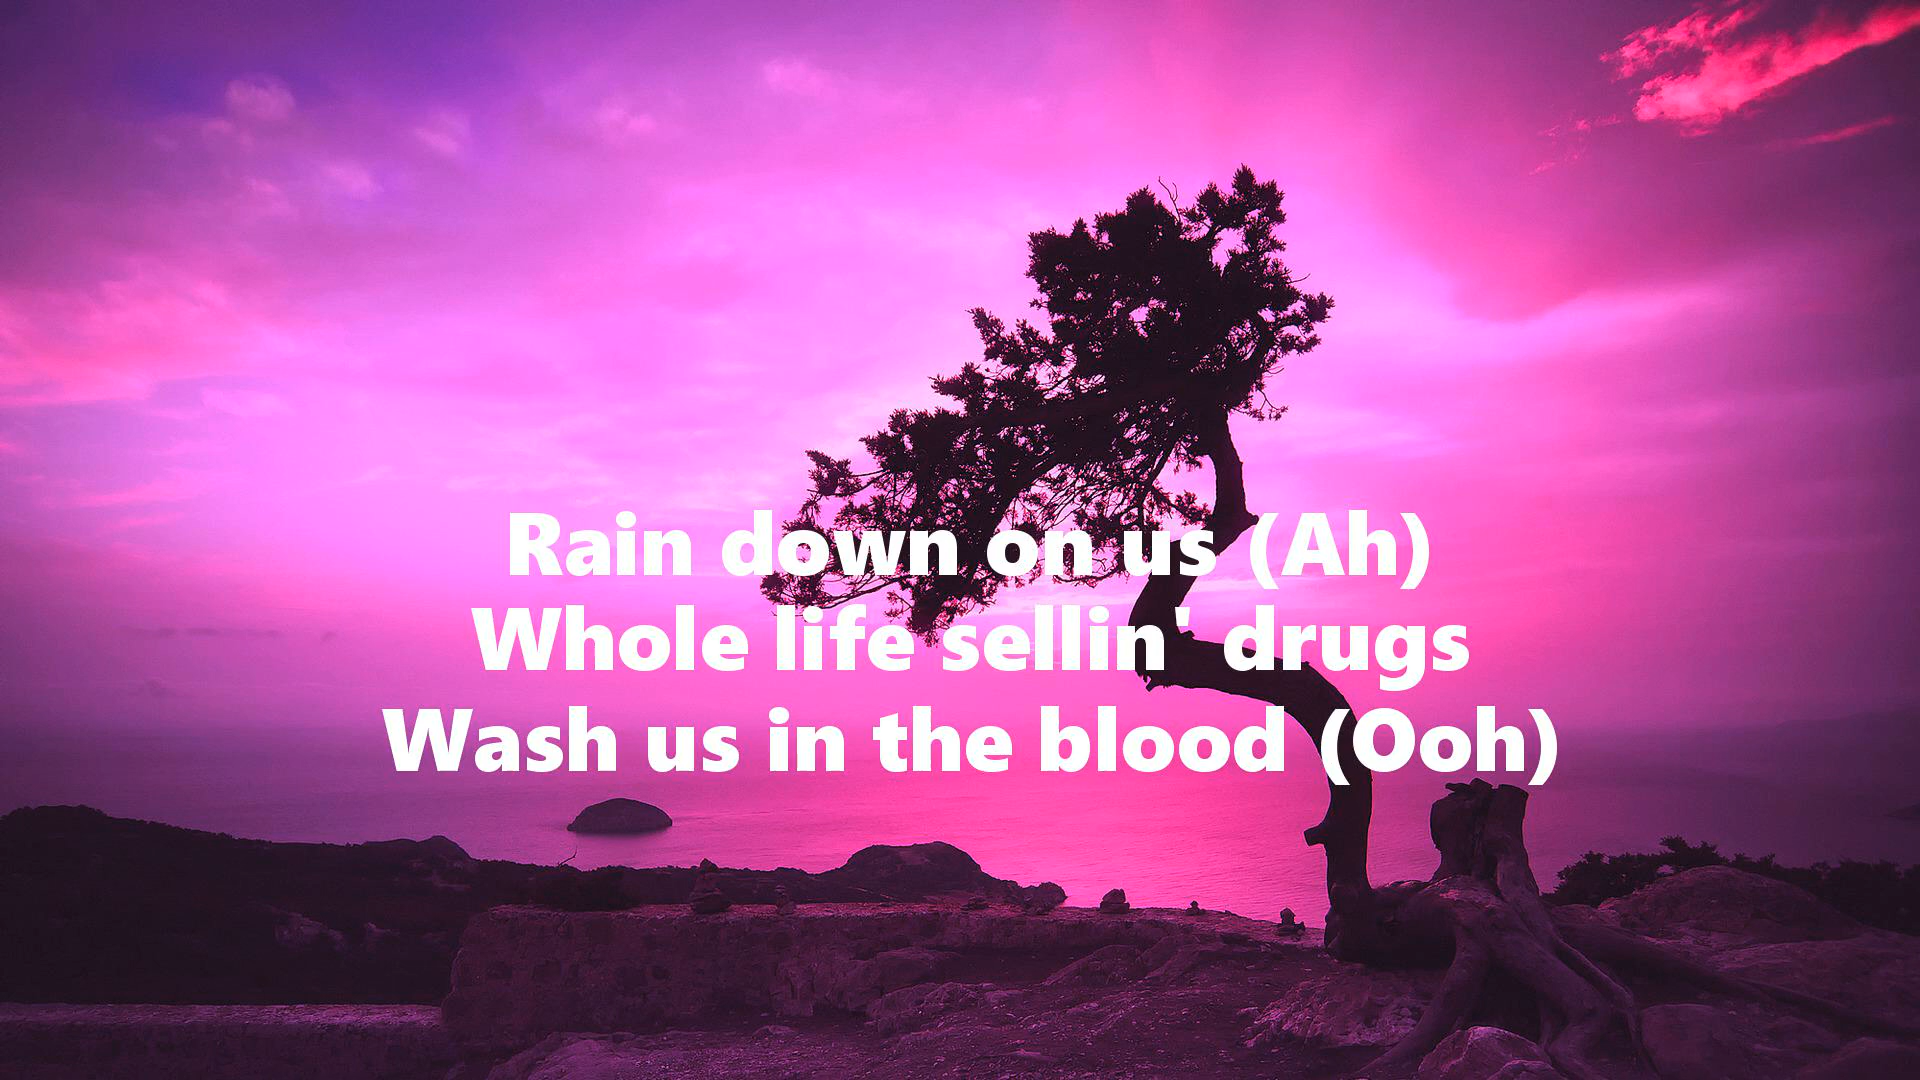 Rain down on us (Ah)
Whole life sellin' drugs
Wash us in the blood (Ooh)